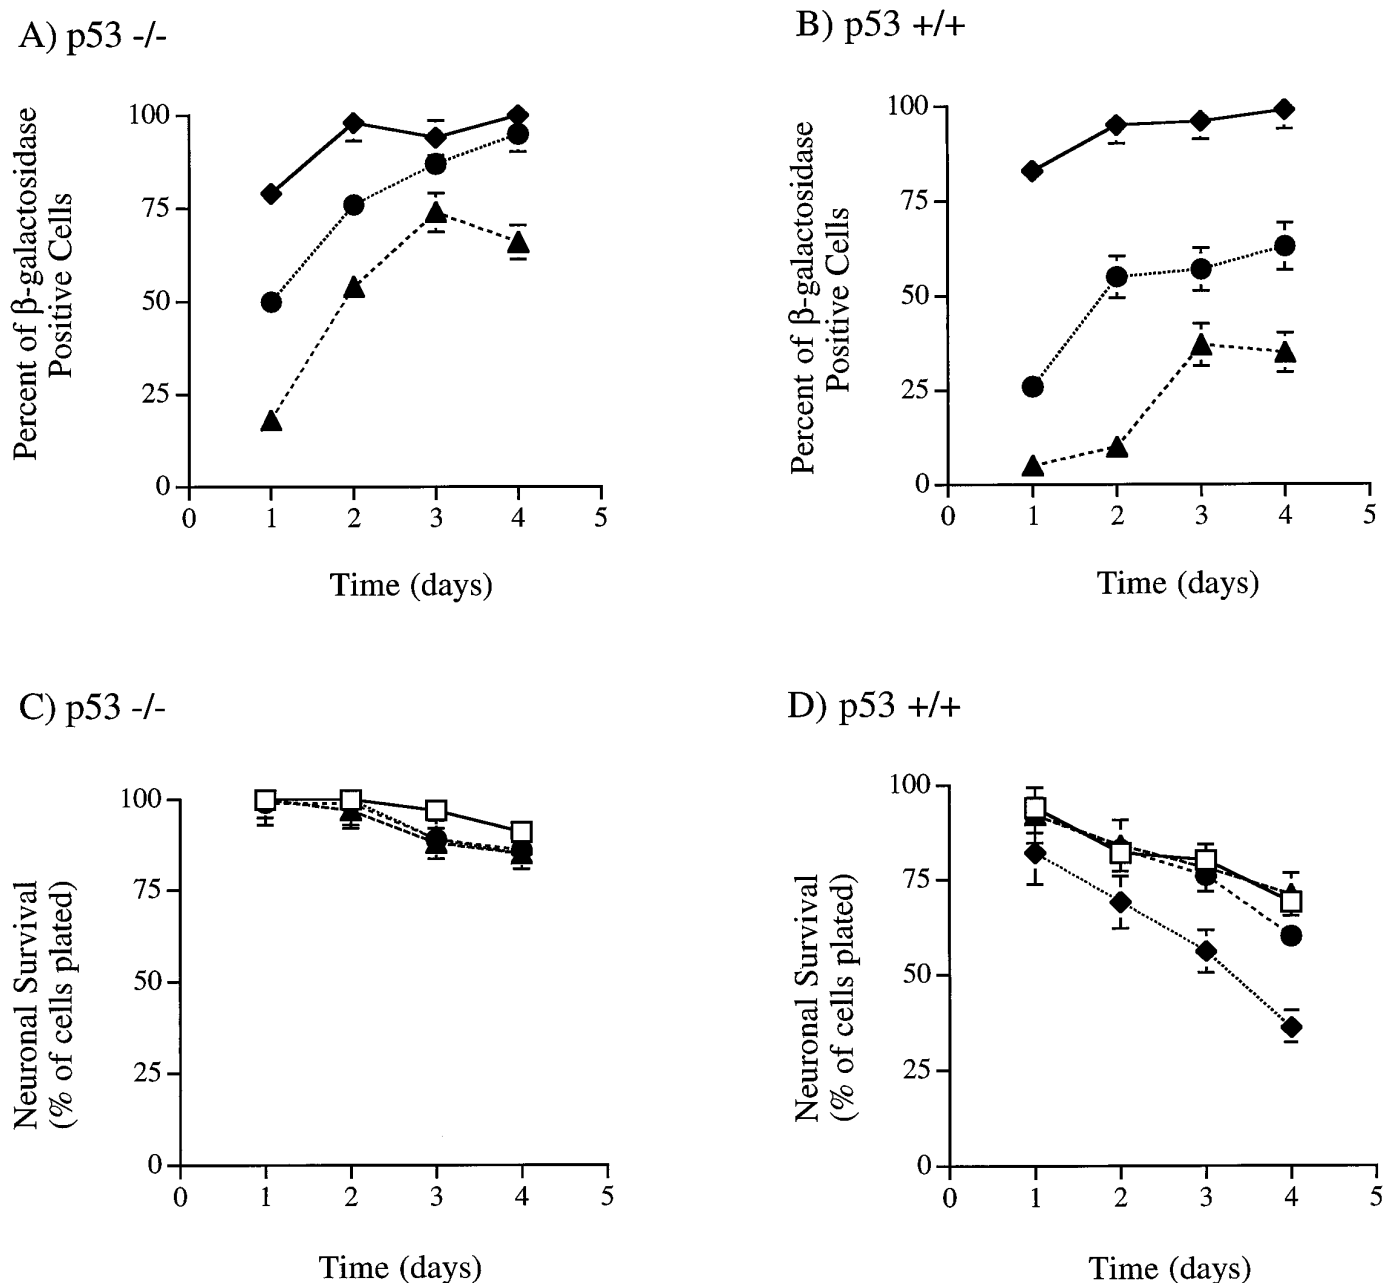 A) p53 -/-
Percent of β-galactosidase
Positive Cells
100
75
50
25
0
0 1 2 3 4 5
Time (days)
B) p53 +/+
Percent of β-galactosidase
Positive Cells
100
75
50
25
0
0 1 2 3 4 5
Time (days)
C) p53 -/-
Neuronal Survival
(% of cells plated)
100
75
50
25
0
0 1 2 3 4 5
Time (days)
D) p53 +/+
Neuronal Survival
(% of cells plated)
100
75
50
25
0
0 1 2 3 4 5
Time (days)